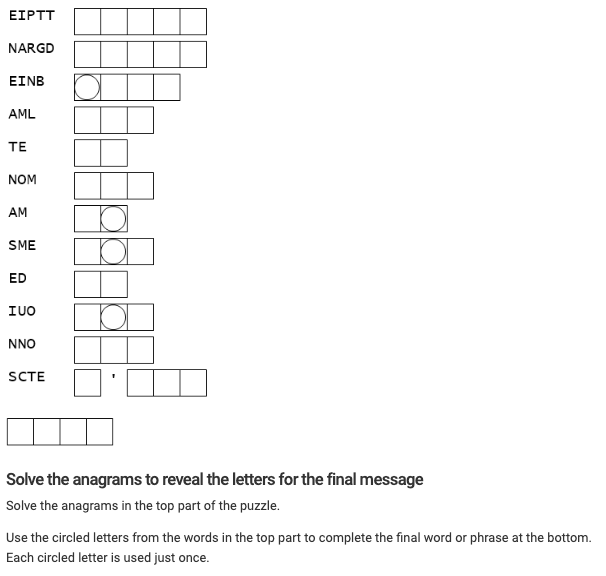 EIPTT
NARGD
EINB
AML
TE
NOM
AM
SME
ED
IUO
NNO
SCTE '
Solve the anagrams to reveal the letters for the final message
Solve the anagrams in the top part of the puzzle.
Use the circled letters from the words in the top part to complete the final word or phrase at the bottom.
Each circled letter is used just once.